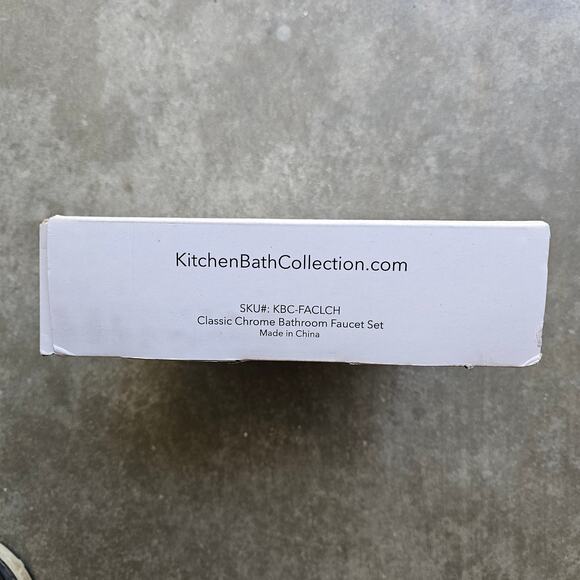 KitchenBathCollection.com
SKU#: KBC-FACLCH
Classic Chrome Bathroom Faucet Set
Made in China